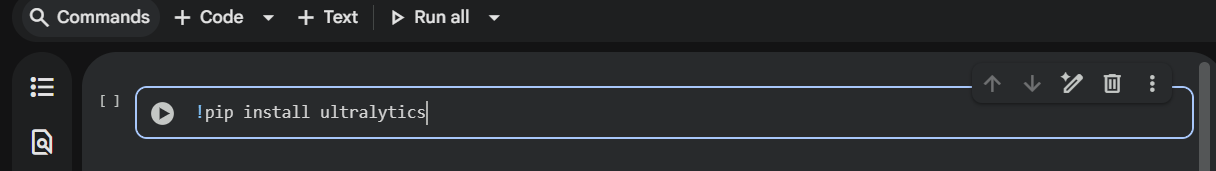 Commands + Code + Text Run all
[ ] !pip install ultralytics